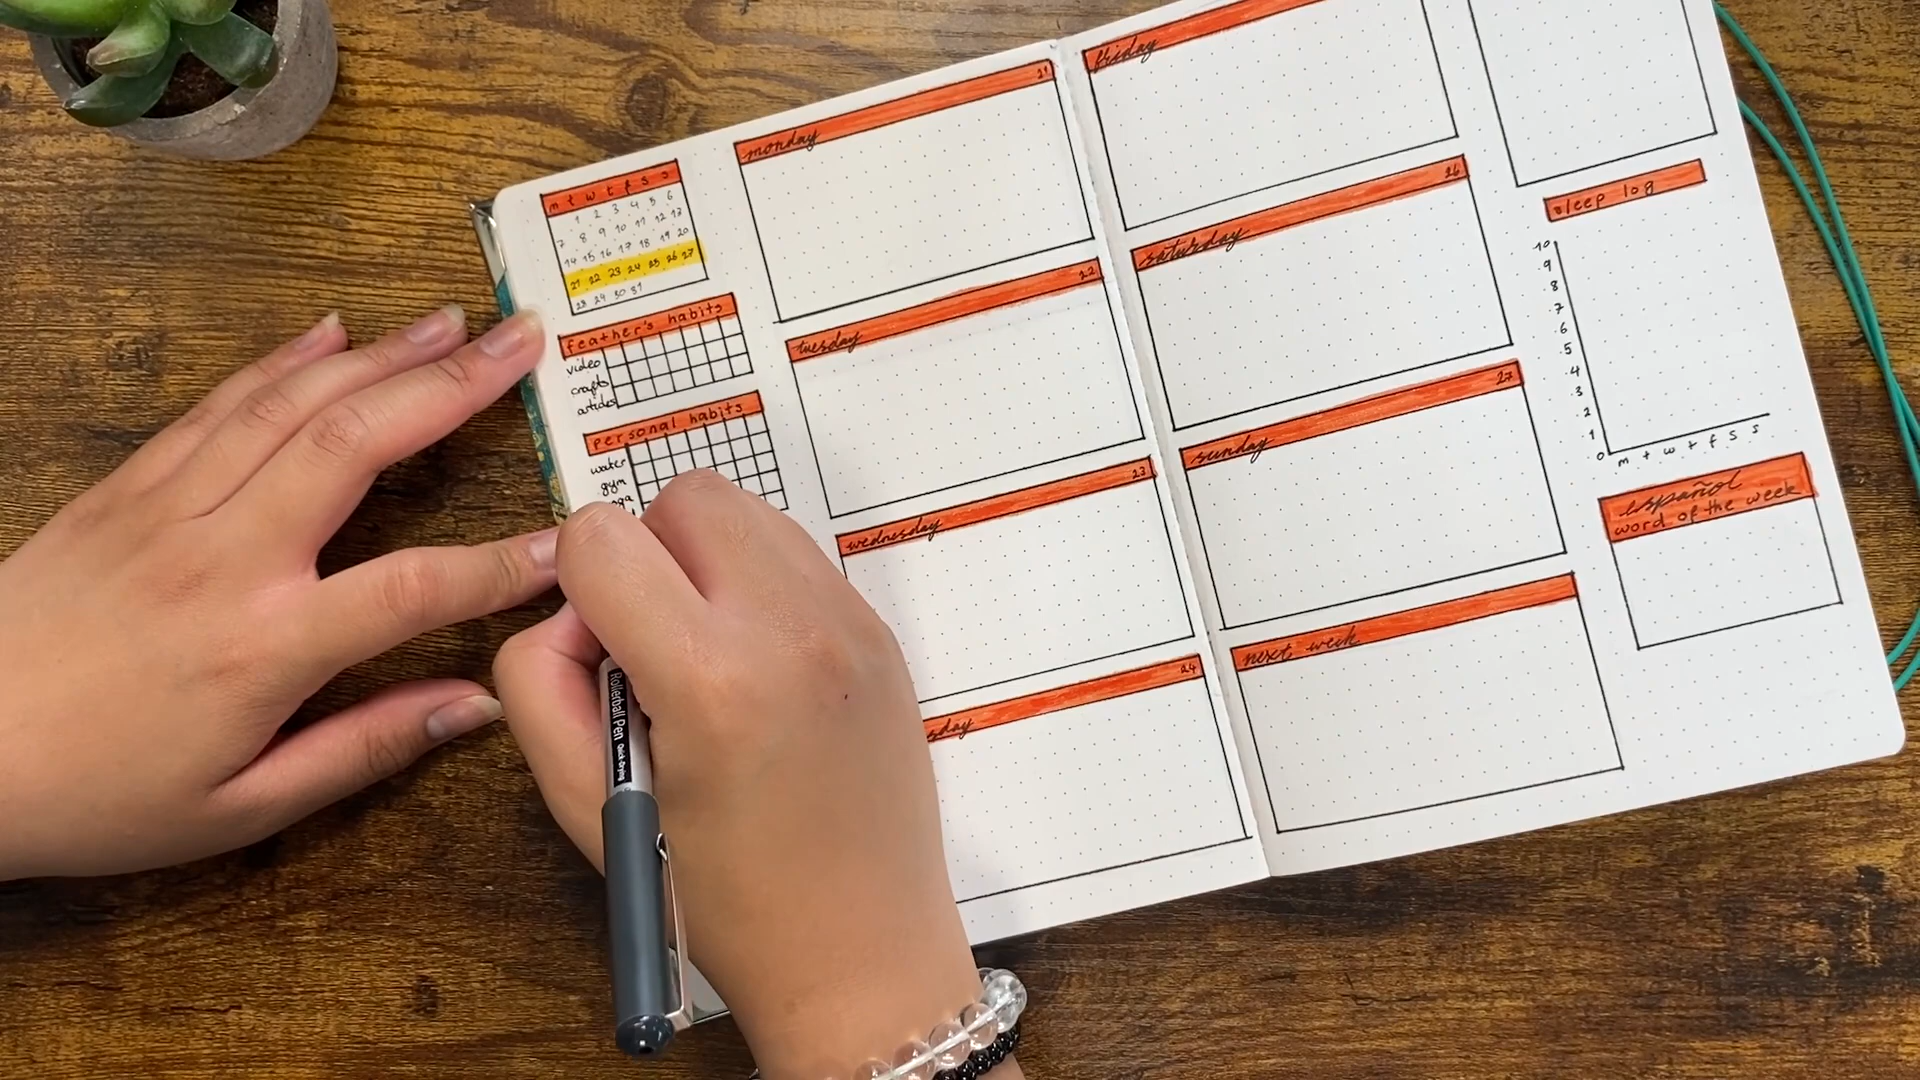 m t w t f s s
1 2 3 4 5 6
7 8 9 10 11 12 13
14 15 16 17 18 19 20
21 22 23 24 25 26 27
28 29 30 31
feather's habits
video
crafts
articles
personal habits
water
gym
monday 21
tuesday 22
wednesday 23
sday 24
friday
saturday 26
sunday 27
next week
sleep log
10
9
8
7
6
5
4
3
2
1
0
m t w t f s s
español
word of the week
Rollerball Pen Quick-Drying